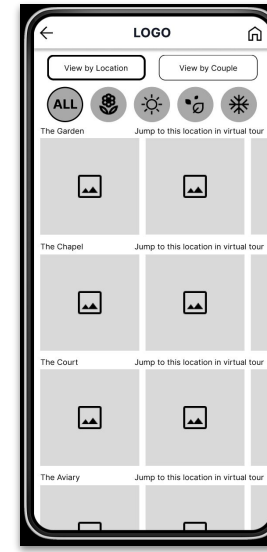 LOGO
View by Location View by Couple
ALL
The Garden Jump to this location in virtual tour
The Chapel Jump to this location in virtual tour
The Court Jump to this location in virtual tour
The Aviary Jump to this location in virtual tour